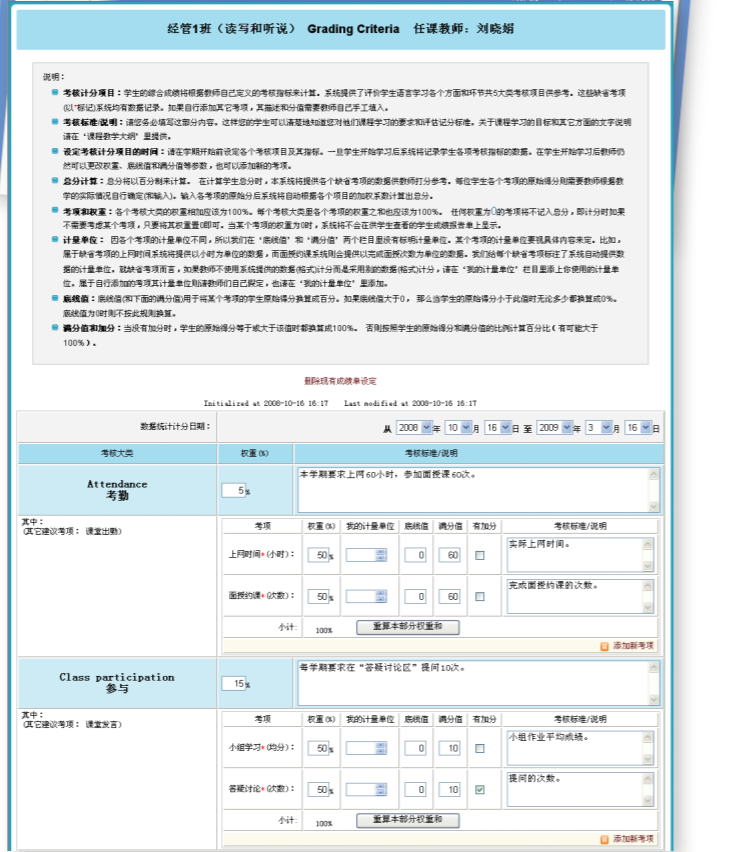 经管1班（读写和听说） Grading Criteria 任课教师：刘晓娟
说明：
考核计分项目：学生的综合成绩将根据教师自己定义的考核指标来计算。系统提供了评价学生语言学习各个方面和环节共5大类考核项目供参考。这些缺省考项
(以*标记)系统均有数据记录。如果自行添加其它考项，其描述和分值需要教师自己手工填入。
考核标准/说明：请您务必填写这部分内容。这样您的学生可以清楚地知道您对他们课程学习的要求和评估记分标准。关于课程学习的目标和其它方面的文字说明
请在‘课程教学大纲’里提供。
设定考核计分项目的时间：请在学期开始前设定各个考核项目及其指标。一旦学生开始学习后系统将记录学生各项考核指标的数据。在学生开始学习后教师仍
然可以更改权重、底线值和满分值等参数，也可以添加新的考项。
总分计算：总分将以百分制来计算。 在计算学生总分时，本系统将提供各个缺省考项的数据供教师打分参考。每位学生各个考项的原始得分则需要教师根据教
学的实际情况自行确定(和输入)。输入各考项的原始分后系统将自动根据各个项目的加权系数计算出总分。
考项和权重：各个考核大类的权重相加应该为100%。每个考核大类里各个考项的权重之和也应该为100%。 任何权重为0的考项将不记入总分，即计分时如果
不需要考虑某个考项，只要将其权重置0即可。当某个考项的权重为0时，系统将不会在供学生查看的学生成绩报告单上显示。
计量单位： 因各个考项的计量单位不同，所以我们在‘底线值’和‘满分值’两个栏目里没有标明计量单位。某个考项的计量单位要视具体内容来定。比如，
属于缺省考项的上网时间系统将提供以小时为单位的数据，而面授约课系统则会提供以完成面授次数为单位的数据。我们给每个缺省考项标注了系统自动提供数
据的计量单位。就缺省考项而言，如果教师不使用系统提供的数据(格式)计分而是采用别的数据(格式)计分，请在‘我的计量单位’栏目里添上你使用的计量单
位。属于自行添加的考项其计量单位则请教师们自己假定，也请在‘我的计量单位’里添加。
底线值：底线值(和下面的满分值)用于将某个考项的学生原始得分换算成百分。如果底线值大于0， 那么当学生的原始得分小于此值时无论多少都换算成0%。
底线值为0时则不按此规则换算。
满分值和加分：当没有加分时，学生的原始得分等于或大于该值时都换算成100%。 否则按照学生的原始得分和满分值的比例计算百分比（有可能大于
100%）。
删除现有成绩单设定
Initialized at 2008-10-16 16:17 Last modified at 2008-10-16 16:17
数据统计计分日期： 从 2008 年 10 月 16 日 至 2009 年 3 月 16 日
考核大类 权重(%) 考核标准/说明
Attendance
考勤
5%
本学期要求上网60小时，参加面授课60次。
其中：
(其它建议考项： 课堂出勤)
考项 权重(%) 我的计量单位 底线值 满分值 有加分 考核标准/说明
上网时间*(小时)： 50% 0 60 实际上网时间。
面授约课*(次数)： 50% 0 60 完成面授约课的次数。
小计: 100% 重算本部分权重和
添加新考项
Class participation
参与
15%
每学期要求在“答疑讨论区”提问10次。
其中：
(其它建议考项： 课堂发言)
考项 权重(%) 我的计量单位 底线值 满分值 有加分 考核标准/说明
小组学习*(均分)： 50% 0 10 小组作业平均成绩。
答疑讨论*(次数)： 50% 0 10 提问的次数。
小计: 100% 重算本部分权重和
添加新考项